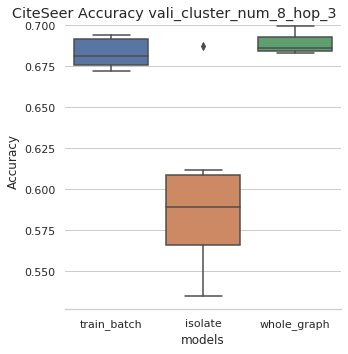 CiteSeer Accuracy vali_cluster_num_8_hop_3
0.700
0.675
0.650
0.625
0.600
0.575
0.550
Accuracy
train_batch isolate whole_graph
models